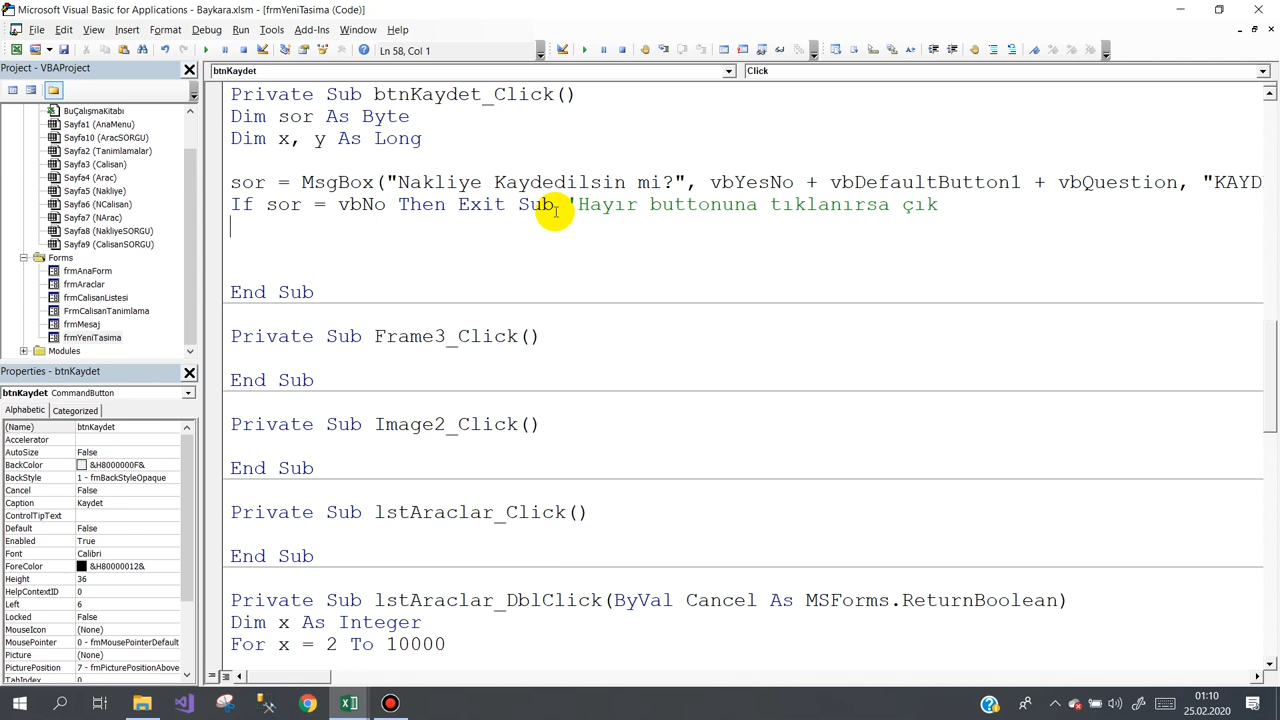 Microsoft Visual Basic for Applications - Baykara.xlsm - [frmYeniTasima (Code)]
File Edit View Insert Format Debug Run Tools Add-Ins Window Help
Ln 58, Col 1
Project - VBAProject
BuÇalışmaKitabı
Sayfa1 (AnaMenu)
Sayfa10 (AracSORGU)
Sayfa2 (Tanimlamalar)
Sayfa3 (Calisan)
Sayfa4 (Arac)
Sayfa5 (Nakliye)
Sayfa6 (NCalisan)
Sayfa7 (NArac)
Sayfa8 (NakliyeSORGU)
Sayfa9 (CalisanSORGU)
Forms
frmAnaForm
frmAraclar
frmCalisanListesi
FrmCalisanTanimlama
frmMesaj
frmYeniTasima
Modules
Properties - btnKaydet
btnKaydet CommandButton
Alphabetic Categorized
(Name) btnKaydet
Accelerator
AutoSize False
BackColor &H8000000F&
BackStyle 1 - fmBackStyleOpaque
Cancel False
Caption Kaydet
ControlTipText
Default False
Enabled True
Font Calibri
ForeColor &H80000012&
Height 36
HelpContextID 0
Left 6
Locked False
MouseIcon (None)
MousePointer 0 - fmMousePointerDefault
Picture (None)
PicturePosition 7 - fmPicturePositionAbove
TabIndex 0
btnKaydet Click
Private Sub btnKaydet_Click()
Dim sor As Byte
Dim x, y As Long
sor = MsgBox("Nakliye Kaydedilsin mi?", vbYesNo + vbDefaultButton1 + vbQuestion, "KAYD
If sor = vbNo Then Exit Sub 'Hayır buttonuna tıklanırsa çık
End Sub
Private Sub Frame3_Click()
End Sub
Private Sub Image2_Click()
End Sub
Private Sub lstAraclar_Click()
End Sub
Private Sub lstAraclar_DblClick(ByVal Cancel As MSForms.ReturnBoolean)
Dim x As Integer
For x = 2 To 10000
01:10
25.02.2020